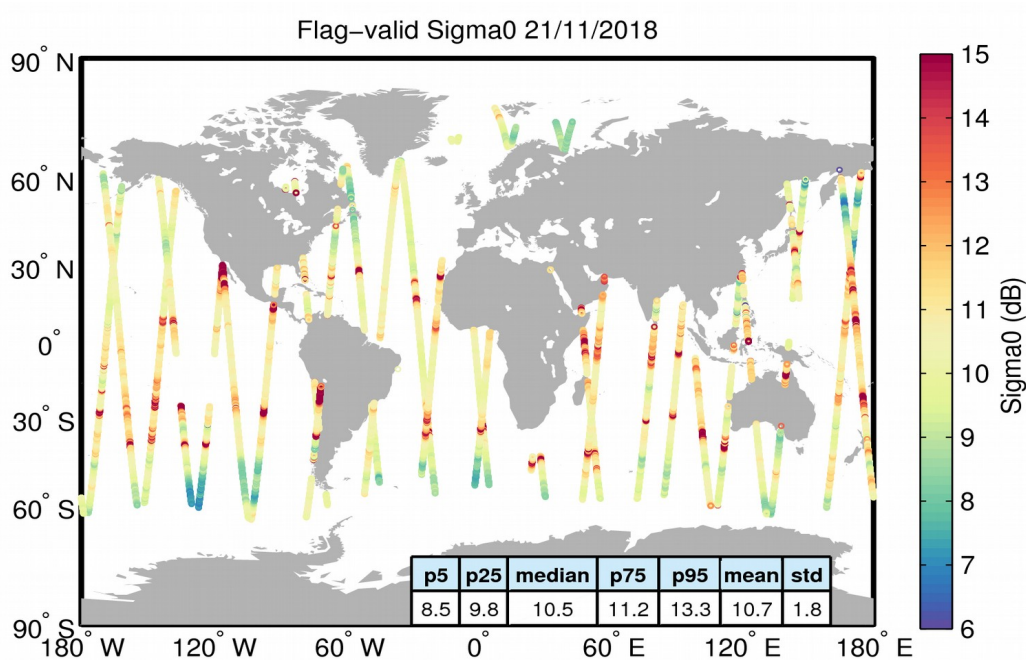 Flag−valid Sigma0 21/11/2018
90° N
60° N
30° N
0°
30° S
60° S
90° S
180° W
120° W
60° W
0°
60° E
120° E
180° E
p5 p25 median p75 p95 mean std
8.5 9.8 10.5 11.2 13.3 10.7 1.8
15
14
13
12
11
10
9
8
7
6
Sigma0 (dB)